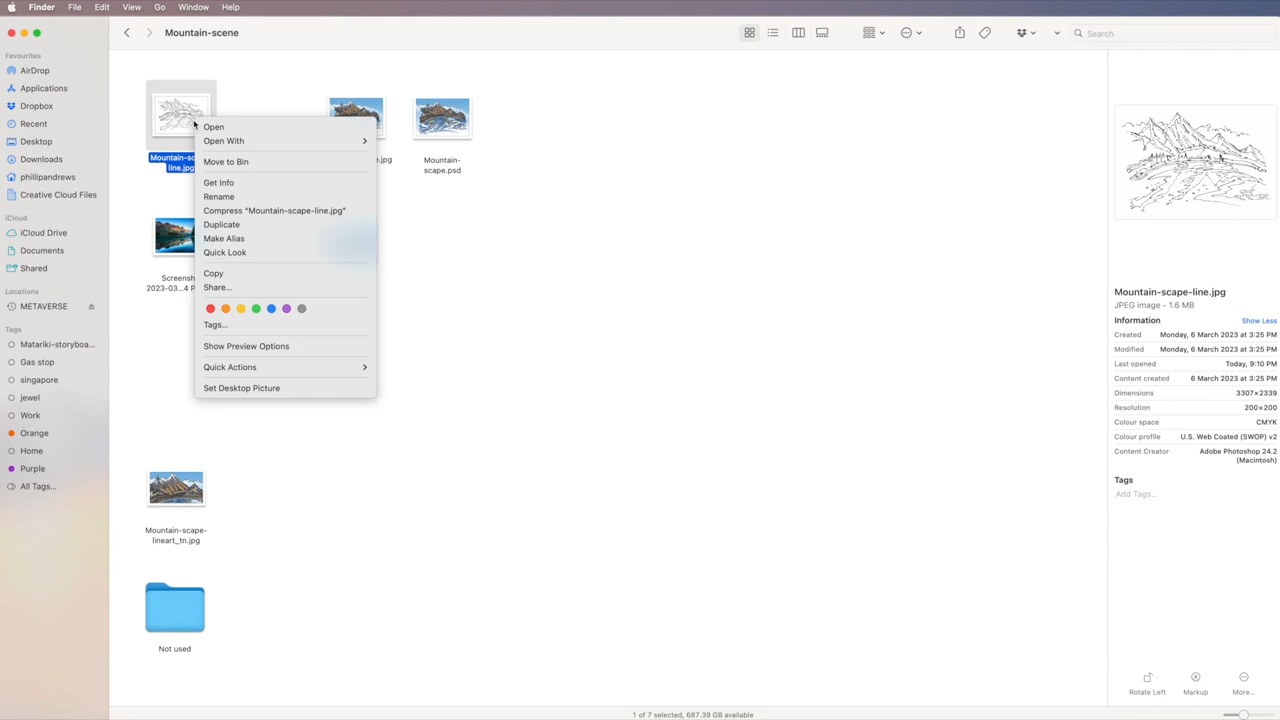 Finder File Edit View Go Window Help
Mountain-scene
Search
Favourites
AirDrop
Applications
Dropbox
Recent
Desktop
Downloads
phillipandrews
Creative Cloud Files
iCloud
iCloud Drive
Documents
Shared
Locations
METAVERSE
Tags
Matariki-storyboa...
Gas stop
singapore
jewel
Work
Orange
Home
Purple
All Tags...
Mountain-sc
line.jpg
e.jpg
Mountain-
scape.psd
Screensh
2023-03...4 P
Mountain-scape-
lineart_tn.jpg
Not used
Open
Open With
Move to Bin
Get Info
Rename
Compress “Mountain-scape-line.jpg”
Duplicate
Make Alias
Quick Look
Copy
Share...
Tags...
Show Preview Options
Quick Actions
Set Desktop Picture
Mountain-scape-line.jpg
JPEG image - 1.6 MB
Information Show Less
Created Monday, 6 March 2023 at 3:25 PM
Modified Monday, 6 March 2023 at 3:25 PM
Last opened Today, 9:10 PM
Content created 6 March 2023 at 3:25 PM
Dimensions 3307×2339
Resolution 200×200
Colour space CMYK
Colour profile U.S. Web Coated (SWOP) v2
Content Creator Adobe Photoshop 24.2
(Macintosh)
Tags
Add Tags...
Rotate Left Markup More...
1 of 7 selected, 687.39 GB available